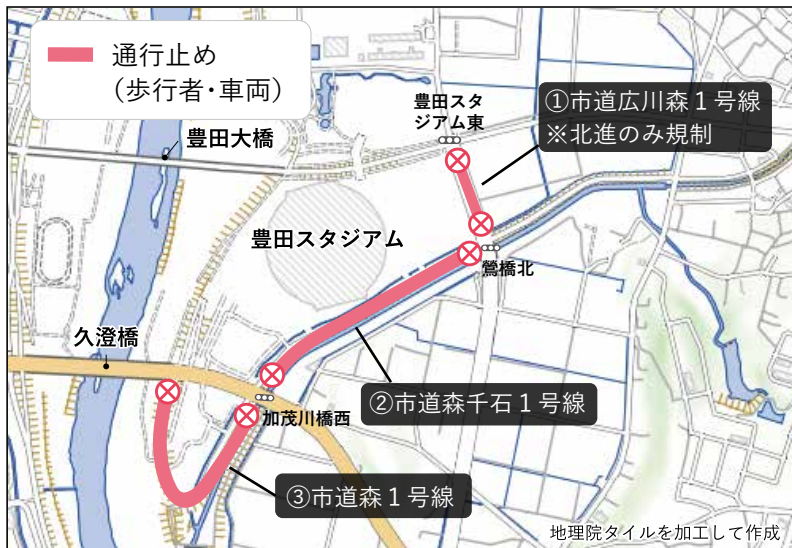 通行止め
(歩行者・車両)
豊田スタ
ジアム東
①市道広川森1号線
※北進のみ規制
豊田大橋
豊田スタジアム
鶯橋北
久澄橋
②市道森千石1号線
加茂川橋西
③市道森1号線
地理院タイルを加工して作成